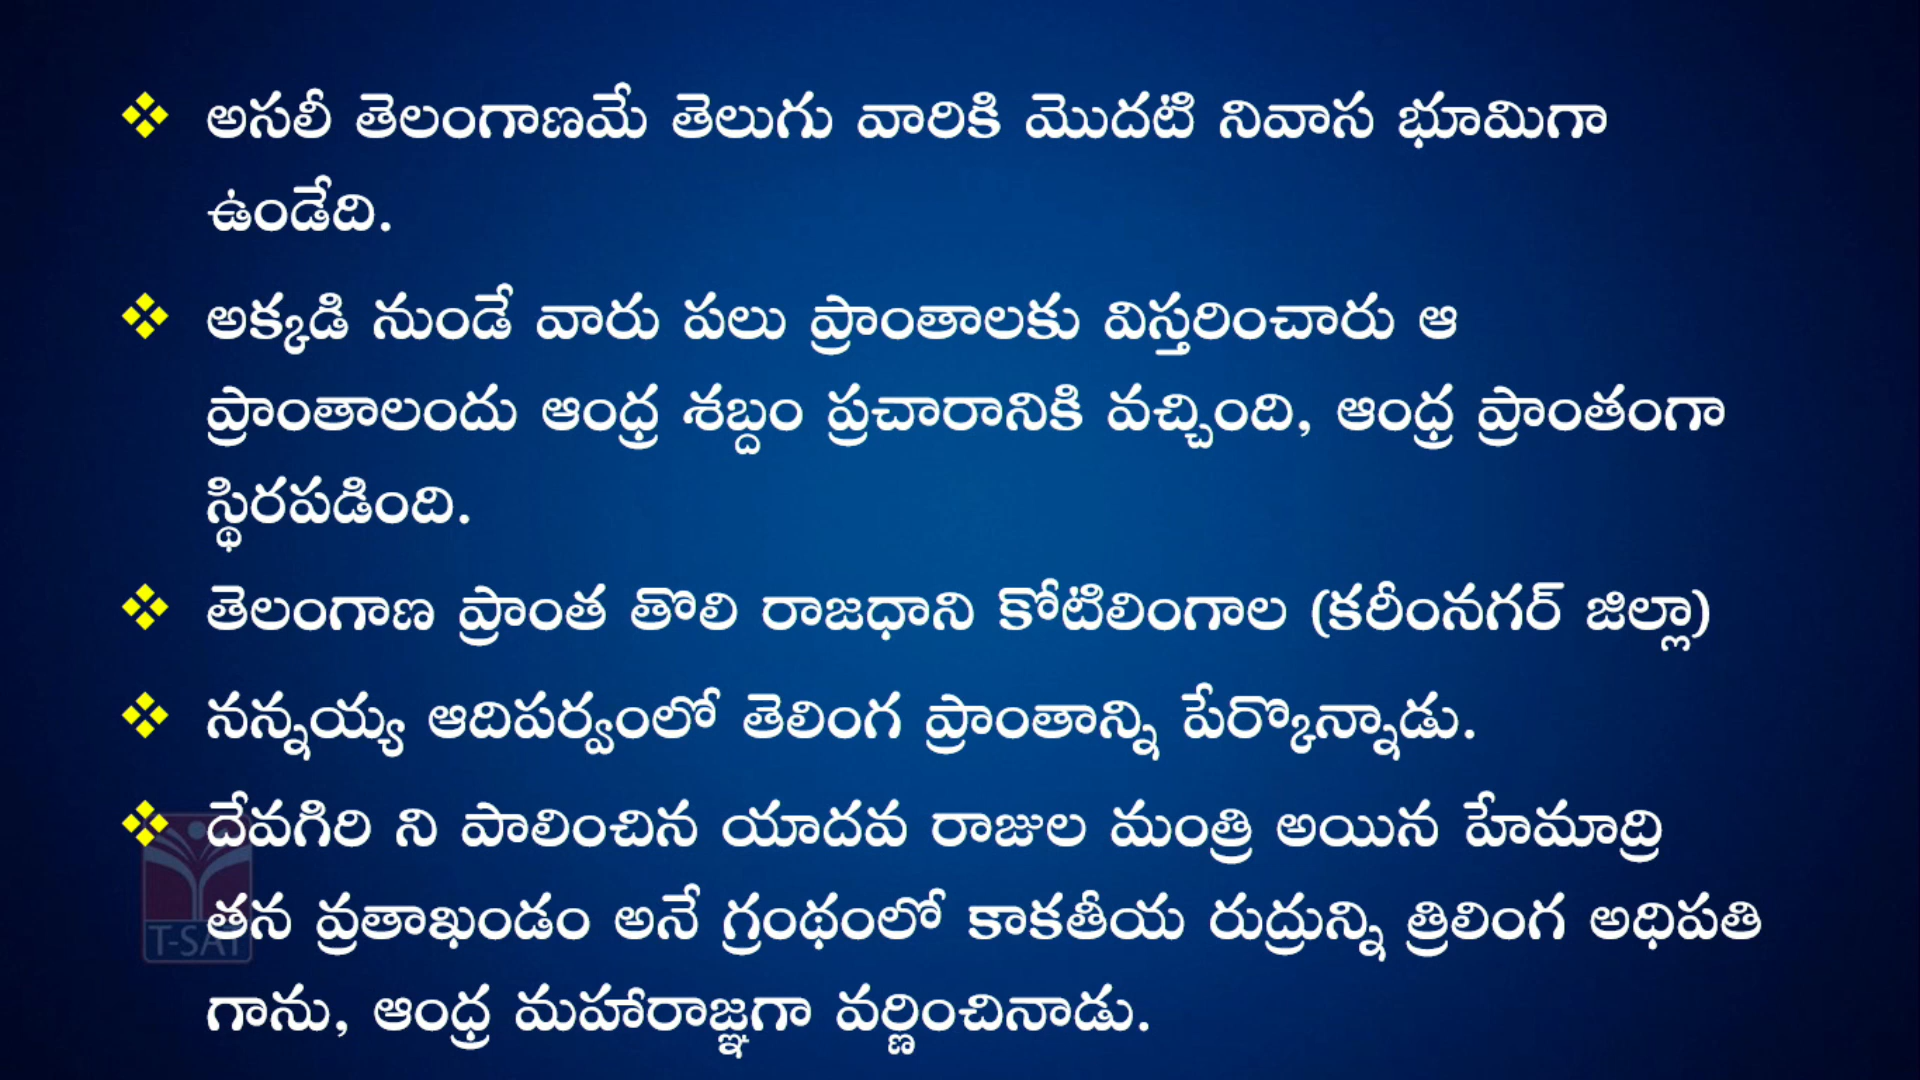 అసలీ తెలంగాణమే తెలుగు వారికి మొదటి నివాస భూమిగా
ఉండేది.
అక్కడి నుండే వారు పలు ప్రాంతాలకు విస్తరించారు ఆ
ప్రాంతాలందు ఆంధ్ర శబ్దం ప్రచారానికి వచ్చింది, ఆంధ్ర ప్రాంతంగా
స్థిరపడింది.
తెలంగాణ ప్రాంత తొలి రాజధాని కోటిలింగాల (కరీంనగర్ జిల్లా)
నన్నయ్య ఆదిపర్వంలో తెలింగ ప్రాంతాన్ని పేర్కొన్నాడు.
దేవగిరి ని పాలించిన యాదవ రాజుల మంత్రి అయిన హేమాద్రి
తన వ్రతాఖండం అనే గ్రంథంలో కాకతీయ రుద్రున్ని త్రిలింగ అధిపతి
గాను, ఆంధ్ర మహారాజ్ఞగా వర్ణించినాడు.
T-SAT